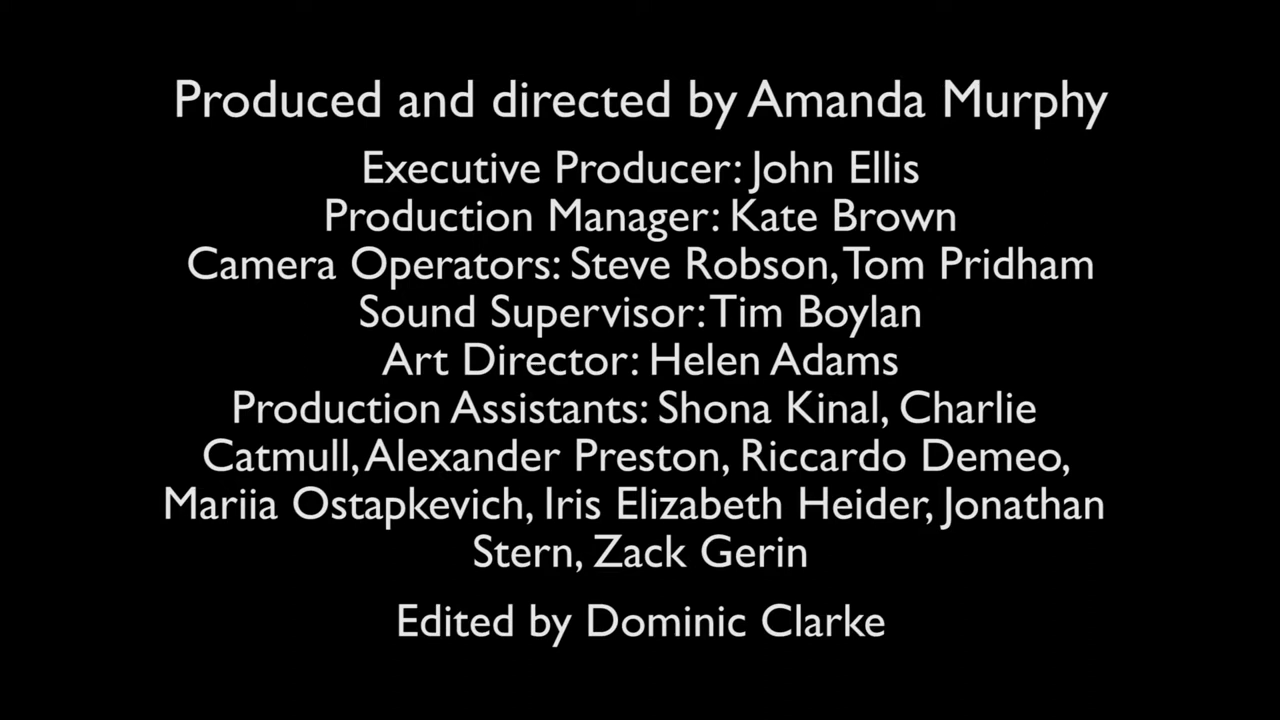 Produced and directed by Amanda Murphy
Executive Producer: John Ellis
Production Manager: Kate Brown
Camera Operators: Steve Robson, Tom Pridham
Sound Supervisor: Tim Boylan
Art Director: Helen Adams
Production Assistants: Shona Kinal, Charlie
Catmull, Alexander Preston, Riccardo Demeo,
Mariia Ostapkevich, Iris Elizabeth Heider, Jonathan
Stern, Zack Gerin
Edited by Dominic Clarke